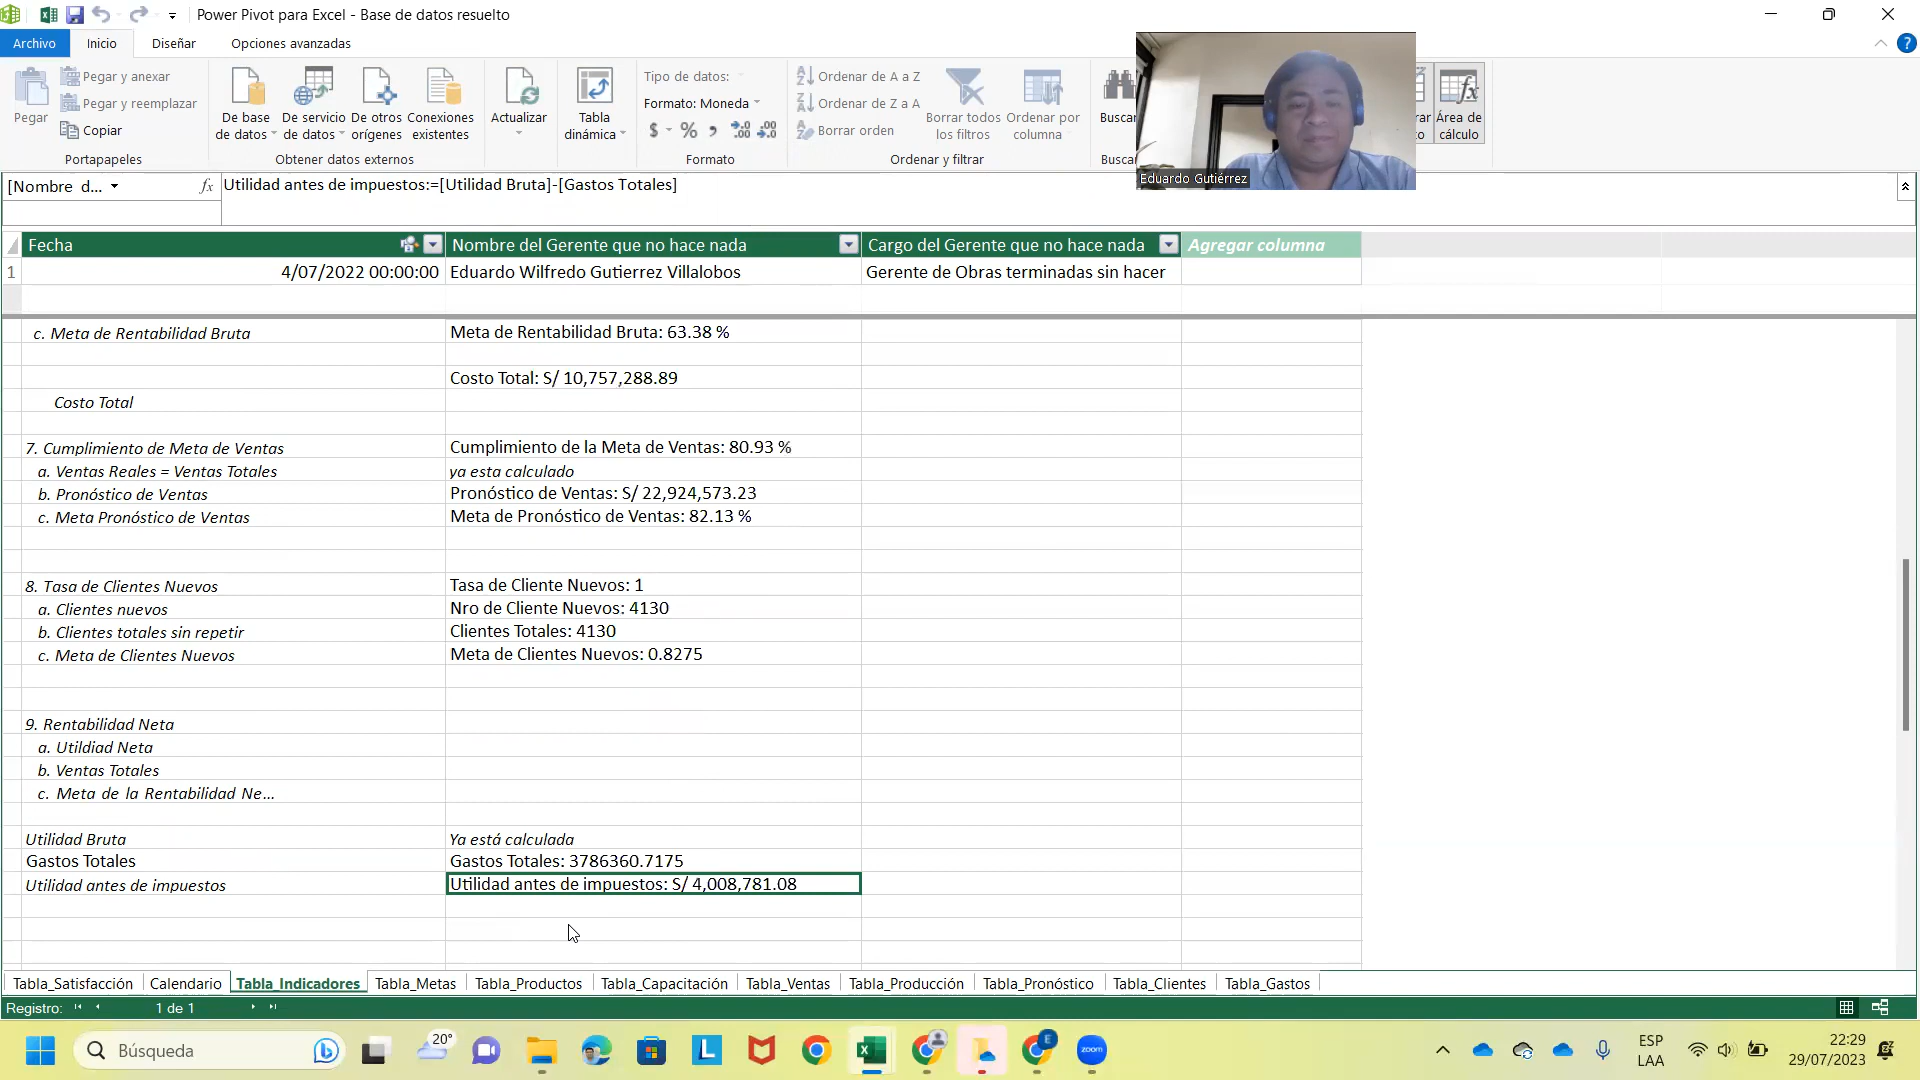 Power Pivot para Excel - Base de datos resuelto
Archivo Inicio Diseñar Opciones avanzadas
Pegar
Pegar y anexar
Pegar y reemplazar
Copiar
Portapapeles
De base de datos
De servicio de datos
De otros orígenes
Conexiones existentes
Obtener datos externos
Actualizar
Tabla dinámica
Tipo de datos:
Formato: Moneda
$ % ,
Formato
Ordenar de A a Z
Ordenar de Z a A
Borrar orden
Borrar todos los filtros
Ordenar por columna
Ordenar y filtrar
Buscar
Área de cálculo
Eduardo Gutiérrez
[Nombre d... fx Utilidad antes de impuestos:=[Utilidad Bruta]-[Gastos Totales]
Fecha Nombre del Gerente que no hace nada Cargo del Gerente que no hace nada Agregar columna
1 4/07/2022 00:00:00 Eduardo Wilfredo Gutierrez Villalobos Gerente de Obras terminadas sin hacer
c. Meta de Rentabilidad Bruta Meta de Rentabilidad Bruta: 63.38 %
Costo Total: S/ 10,757,288.89
Costo Total
7. Cumplimiento de Meta de Ventas Cumplimiento de la Meta de Ventas: 80.93 %
a. Ventas Reales = Ventas Totales ya esta calculado
b. Pronóstico de Ventas Pronóstico de Ventas: S/ 22,924,573.23
c. Meta Pronóstico de Ventas Meta de Pronóstico de Ventas: 82.13 %
8. Tasa de Clientes Nuevos Tasa de Cliente Nuevos: 1
a. Clientes nuevos Nro de Cliente Nuevos: 4130
b. Clientes totales sin repetir Clientes Totales: 4130
c. Meta de Clientes Nuevos Meta de Clientes Nuevos: 0.8275
9. Rentabilidad Neta
a. Utildiad Neta
b. Ventas Totales
c. Meta de la Rentabilidad Ne...
Utilidad Bruta Ya está calculada
Gastos Totales Gastos Totales: 3786360.7175
Utilidad antes de impuestos Utilidad antes de impuestos: S/ 4,008,781.08
Tabla_Satisfacción Calendario Tabla_Indicadores Tabla_Metas Tabla_Productos Tabla_Capacitación Tabla_Ventas Tabla_Producción Tabla_Pronóstico Tabla_Clientes Tabla_Gastos
Registro: 1 de 1
Búsqueda
20°
zoom
ESP
LAA
22:29
29/07/2023